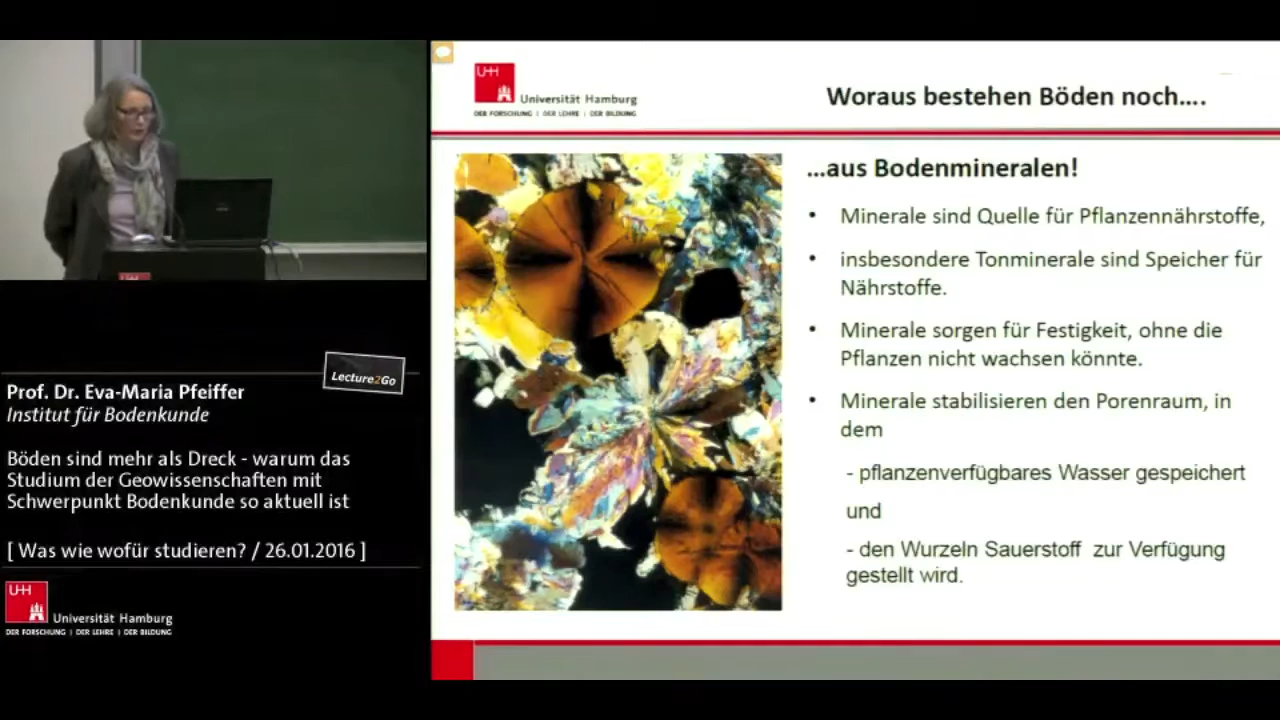 Prof. Dr. Eva-Maria Pfeiffer
Institut für Bodenkunde
Lecture2Go
Böden sind mehr als Dreck - warum das
Studium der Geowissenschaften mit
Schwerpunkt Bodenkunde so aktuell ist
[ Was wie wofür studieren? / 26.01.2016 ]
UHH
Universität Hamburg
DER FORSCHUNG | DER LEHRE | DER BILDUNG
UHH
Universität Hamburg
DER FORSCHUNG | DER LEHRE | DER BILDUNG
Woraus bestehen Böden noch....
...aus Bodenmineralen!
• Minerale sind Quelle für Pflanzennährstoffe,
• insbesondere Tonminerale sind Speicher für
Nährstoffe.
• Minerale sorgen für Festigkeit, ohne die
Pflanzen nicht wachsen könnte.
• Minerale stabilisieren den Porenraum, in
dem
- pflanzenverfügbares Wasser gespeichert
und
- den Wurzeln Sauerstoff zur Verfügung
gestellt wird.